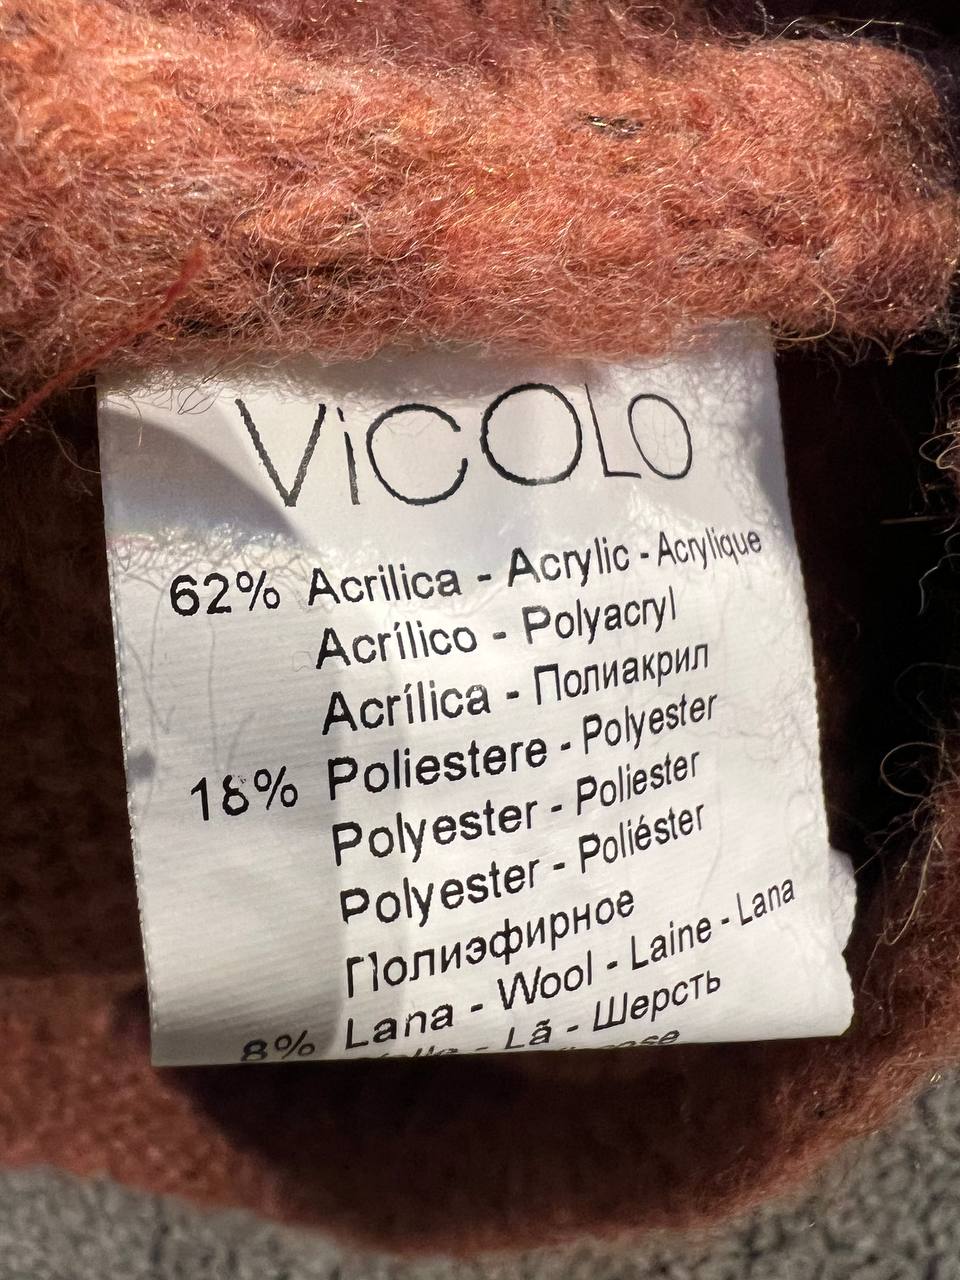 ViCOLO
62% Acrilica - Acrylic - Acrylique
Acrílico - Polyacryl
Acrílica - Полиакрил
18% Poliestere - Polyester
Polyester - Poliester
Polyester - Poliéster
Полиэфирное
8% Lana - Wool - Laine - Lana
- Lã - Шерсть